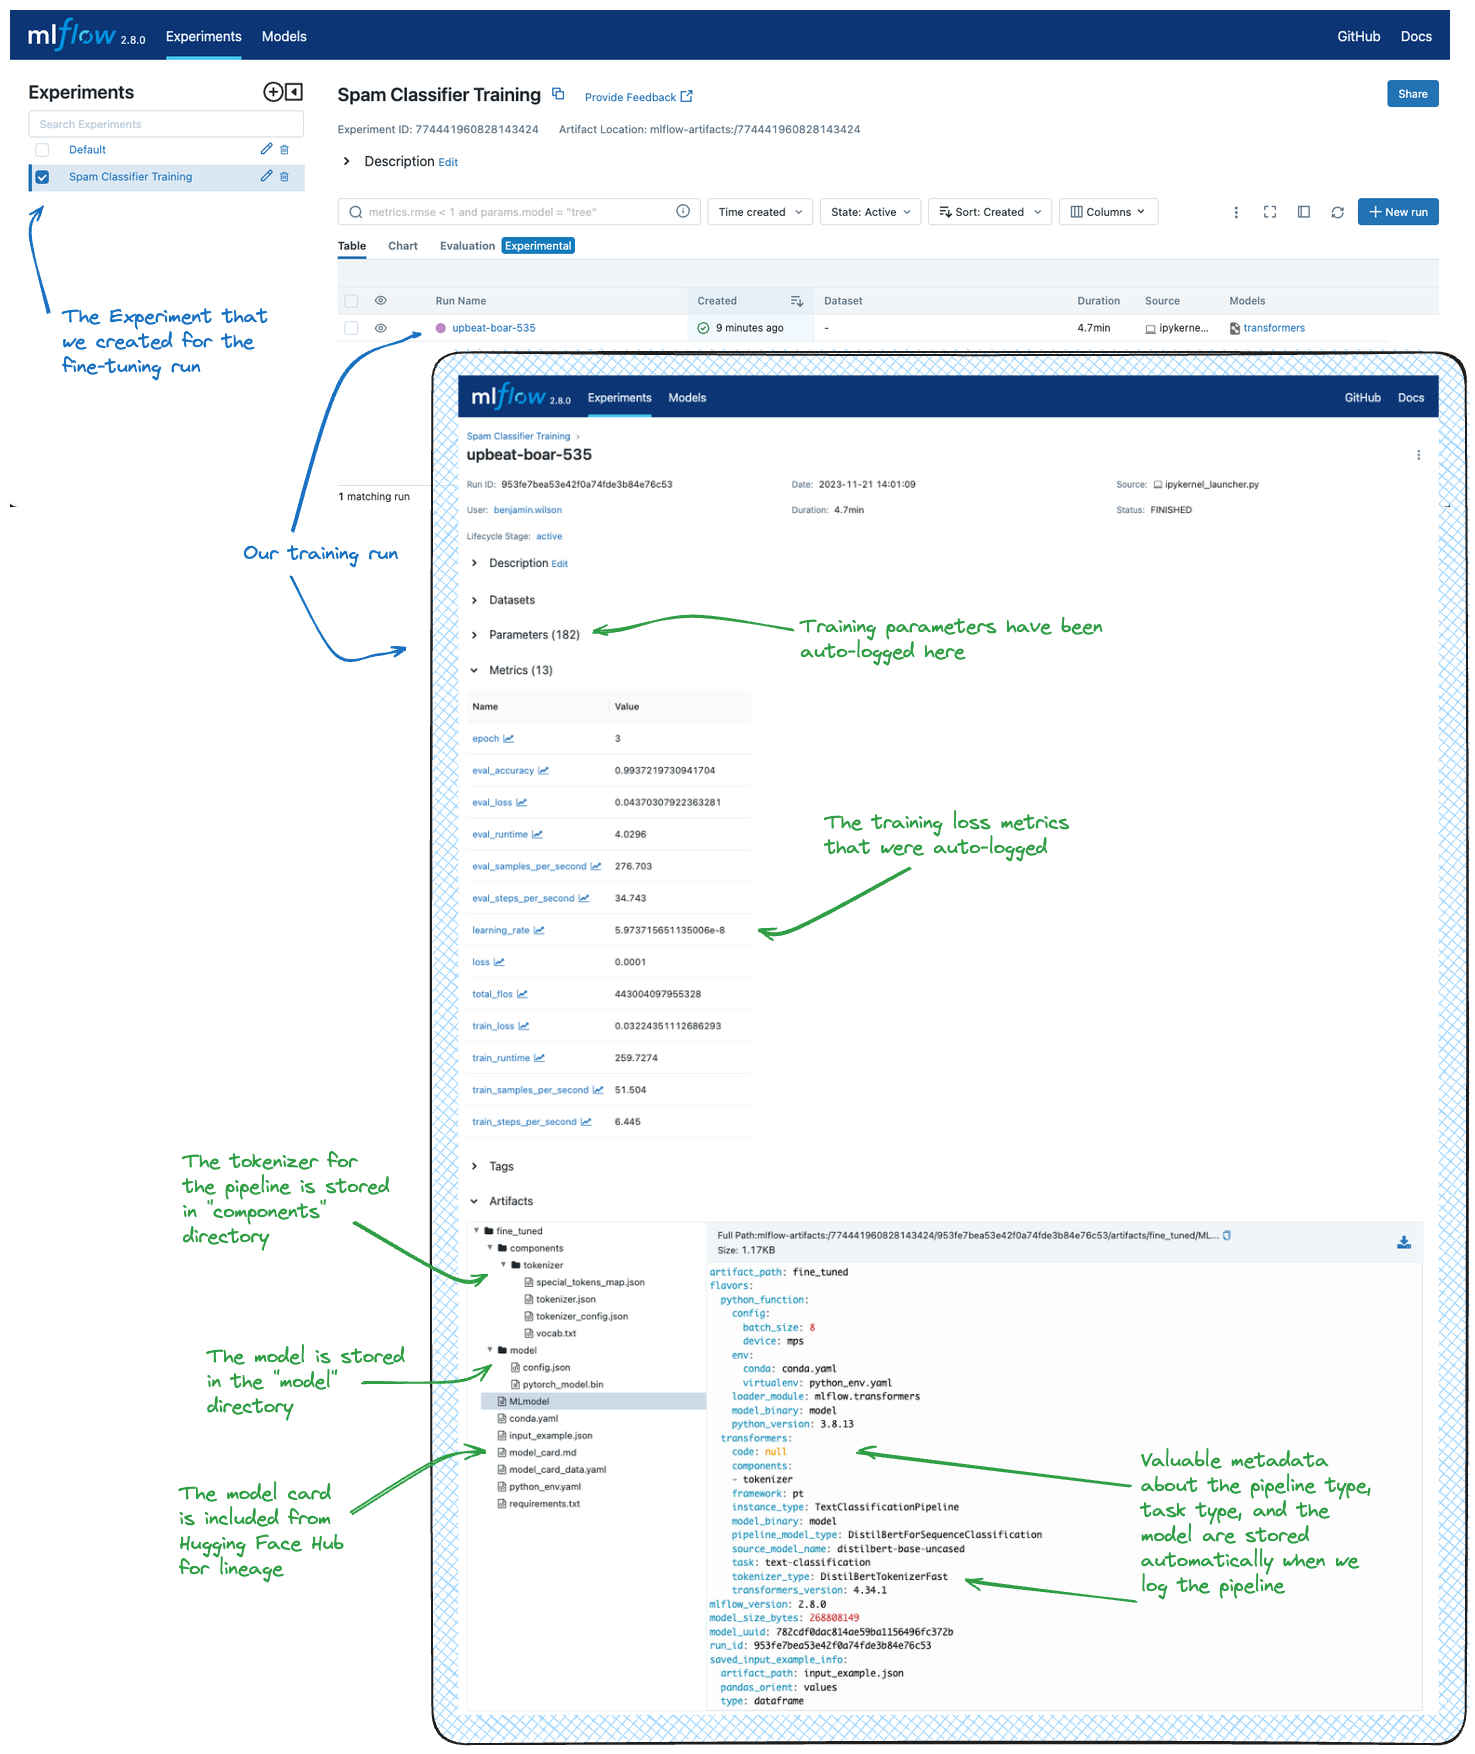 mlflow 2.8.0 Experiments Models GitHub Docs
Experiments
Search Experiments
Default
Spam Classifier Training
Spam Classifier Training Provide Feedback Share
Experiment ID: 774441960828143424 Artifact Location: mlflow-artifacts:/774441960828143424
Description Edit
metrics.rmse < 1 and params.model = "tree" Time created State: Active Sort: Created Columns New run
Table Chart Evaluation Experimental
Run Name Created Dataset Duration Source Models
upbeat-boar-535 9 minutes ago - 4.7min ipykerne... transformers
1 matching run
The Experiment that
we created for the
fine-tuning run
Our training run
mlflow 2.8.0 Experiments Models GitHub Docs
Spam Classifier Training >
upbeat-boar-535
Run ID: 953fe7bea53e42f0a74fde3b84e76c53 Date: 2023-11-21 14:01:09 Source: ipykernel_launcher.py
User: benjamin.wilson Duration: 4.7min Status: FINISHED
Lifecycle Stage: active
Description Edit
Datasets
Parameters (182)
Training parameters have been
auto-logged here
Metrics (13)
Name Value
epoch 3
eval_accuracy 0.9937219730941704
eval_loss 0.04370307922363281
eval_runtime 4.0296
eval_samples_per_second 276.703
eval_steps_per_second 34.743
learning_rate 5.973715651135006e-8
loss 0.0001
total_flos 443004097955328
train_loss 0.03224351112686293
train_runtime 259.7274
train_samples_per_second 51.504
train_steps_per_second 6.445
The training loss metrics
that were auto-logged
Tags
Artifacts
The tokenizer for
the pipeline is stored
in "components"
directory
The model is stored
in the "model"
directory
The model card
is included from
Hugging Face Hub
for lineage
fine_tuned
components
tokenizer
special_tokens_map.json
tokenizer.json
tokenizer_config.json
vocab.txt
model
config.json
pytorch_model.bin
MLmodel
conda.yaml
input_example.json
model_card.md
model_card_data.yaml
python_env.yaml
requirements.txt
Full Path:mlflow-artifacts:/774441960828143424/953fe7bea53e42f0a74fde3b84e76c53/artifacts/fine_tuned/ML...
Size: 1.17KB
artifact_path: fine_tuned
flavors:
python_function:
config:
batch_size: 8
device: mps
env:
conda: conda.yaml
virtualenv: python_env.yaml
loader_module: mlflow.transformers
model_binary: model
python_version: 3.8.13
transformers:
code: null
components:
- tokenizer
framework: pt
instance_type: TextClassificationPipeline
model_binary: model
pipeline_model_type: DistilBertForSequenceClassification
source_model_name: distilbert-base-uncased
task: text-classification
tokenizer_type: DistilBertTokenizerFast
transformers_version: 4.34.1
mlflow_version: 2.8.0
model_size_bytes: 268808149
model_uuid: 782cdf0dac814ae59ba1156496fc372b
run_id: 953fe7bea53e42f0a74fde3b84e76c53
saved_input_example_info:
artifact_path: input_example.json
pandas_orient: values
type: dataframe
Valuable metadata
about the pipeline type,
task type, and the
model are stored
automatically when we
log the pipeline